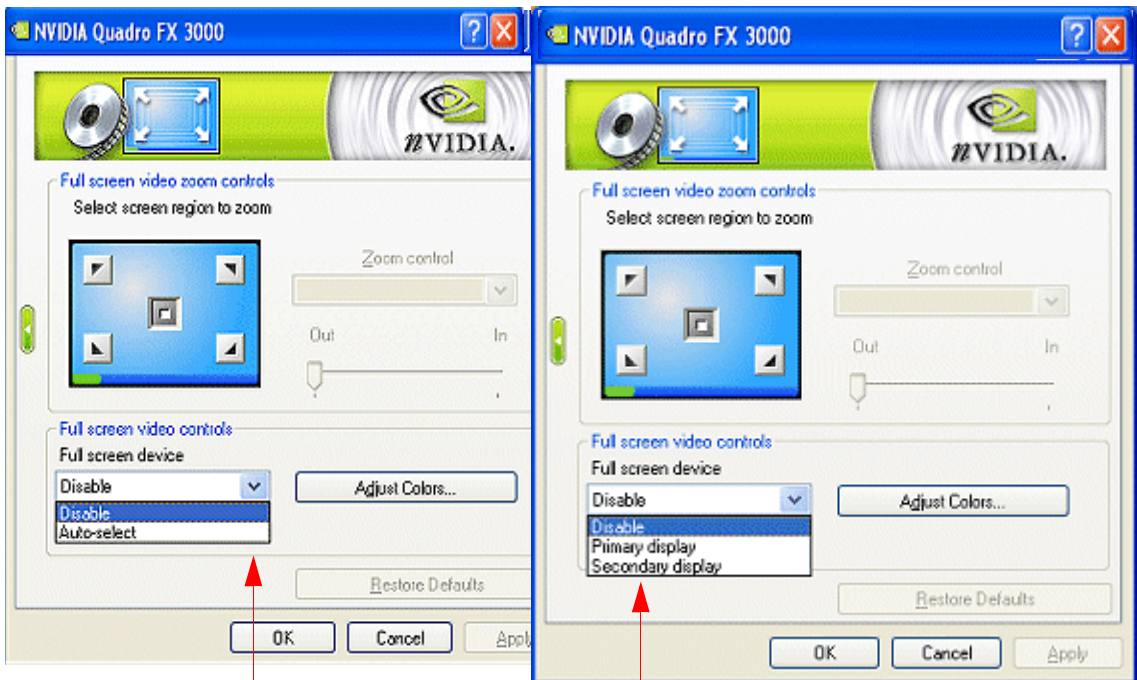 NVIDIA Quadro FX 3000
nVIDIA.
Full screen video zoom controls
Select screen region to zoom
Zoom control
Out In
Full screen video controls
Full screen device
Disable
Adjust Colors...
Disable
Auto-select
Restore Defaults
OK Cancel Apply
NVIDIA Quadro FX 3000
nVIDIA.
Full screen video zoom controls
Select screen region to zoom
Zoom control
Out In
Full screen video controls
Full screen device
Disable
Adjust Colors...
Disable
Primary display
Secondary display
Restore Defaults
OK Cancel Apply